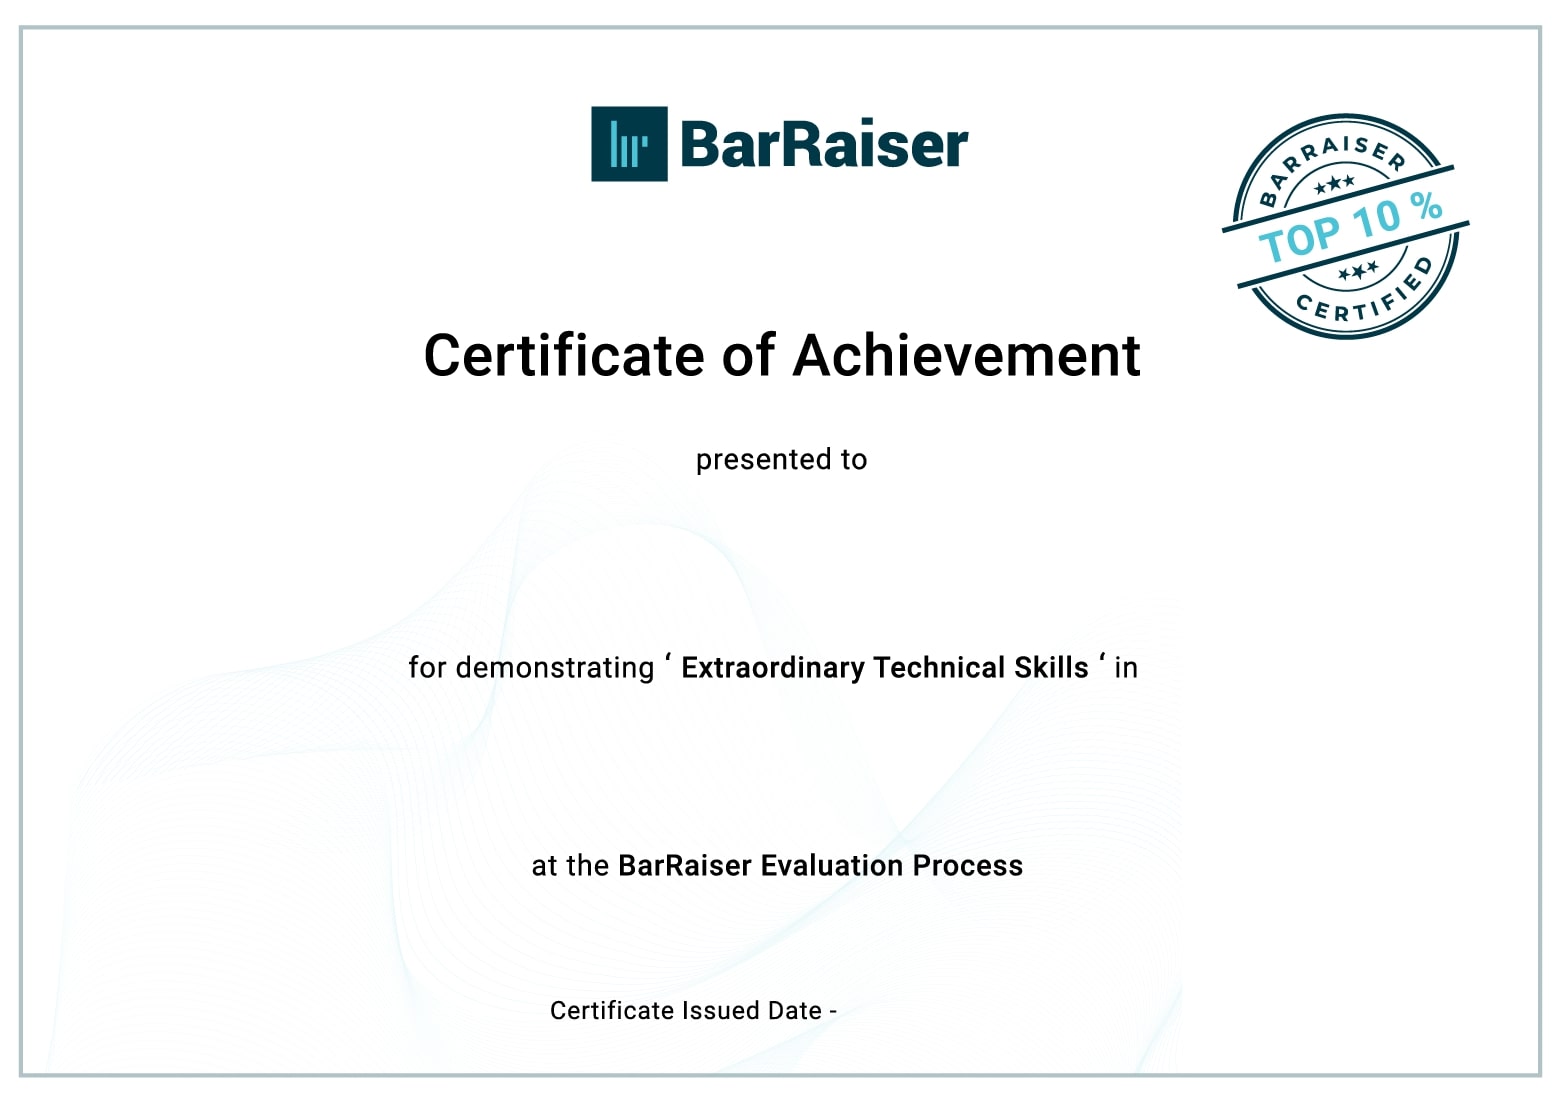 BarRaiser
BARRAISER
TOP 10 %
CERTIFIED
Certificate of Achievement
presented to
for demonstrating ‘ Extraordinary Technical Skills ‘ in
at the BarRaiser Evaluation Process
Certificate Issued Date -